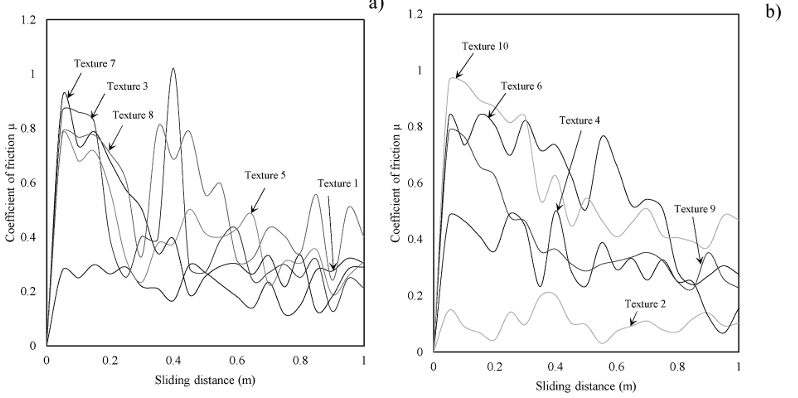 a)
1.2
1
0.8
0.6
0.4
0.2
0
0 0.2 0.4 0.6 0.8 1
Coefficient of friction μ
Sliding distance (m)
Texture 7
Texture 3
Texture 8
Texture 5
Texture 1
b)
1.2
1
0.8
0.6
0.4
0.2
0
0 0.2 0.4 0.6 0.8 1
Coefficient of friction μ
Sliding distance (m)
Texture 10
Texture 6
Texture 4
Texture 9
Texture 2